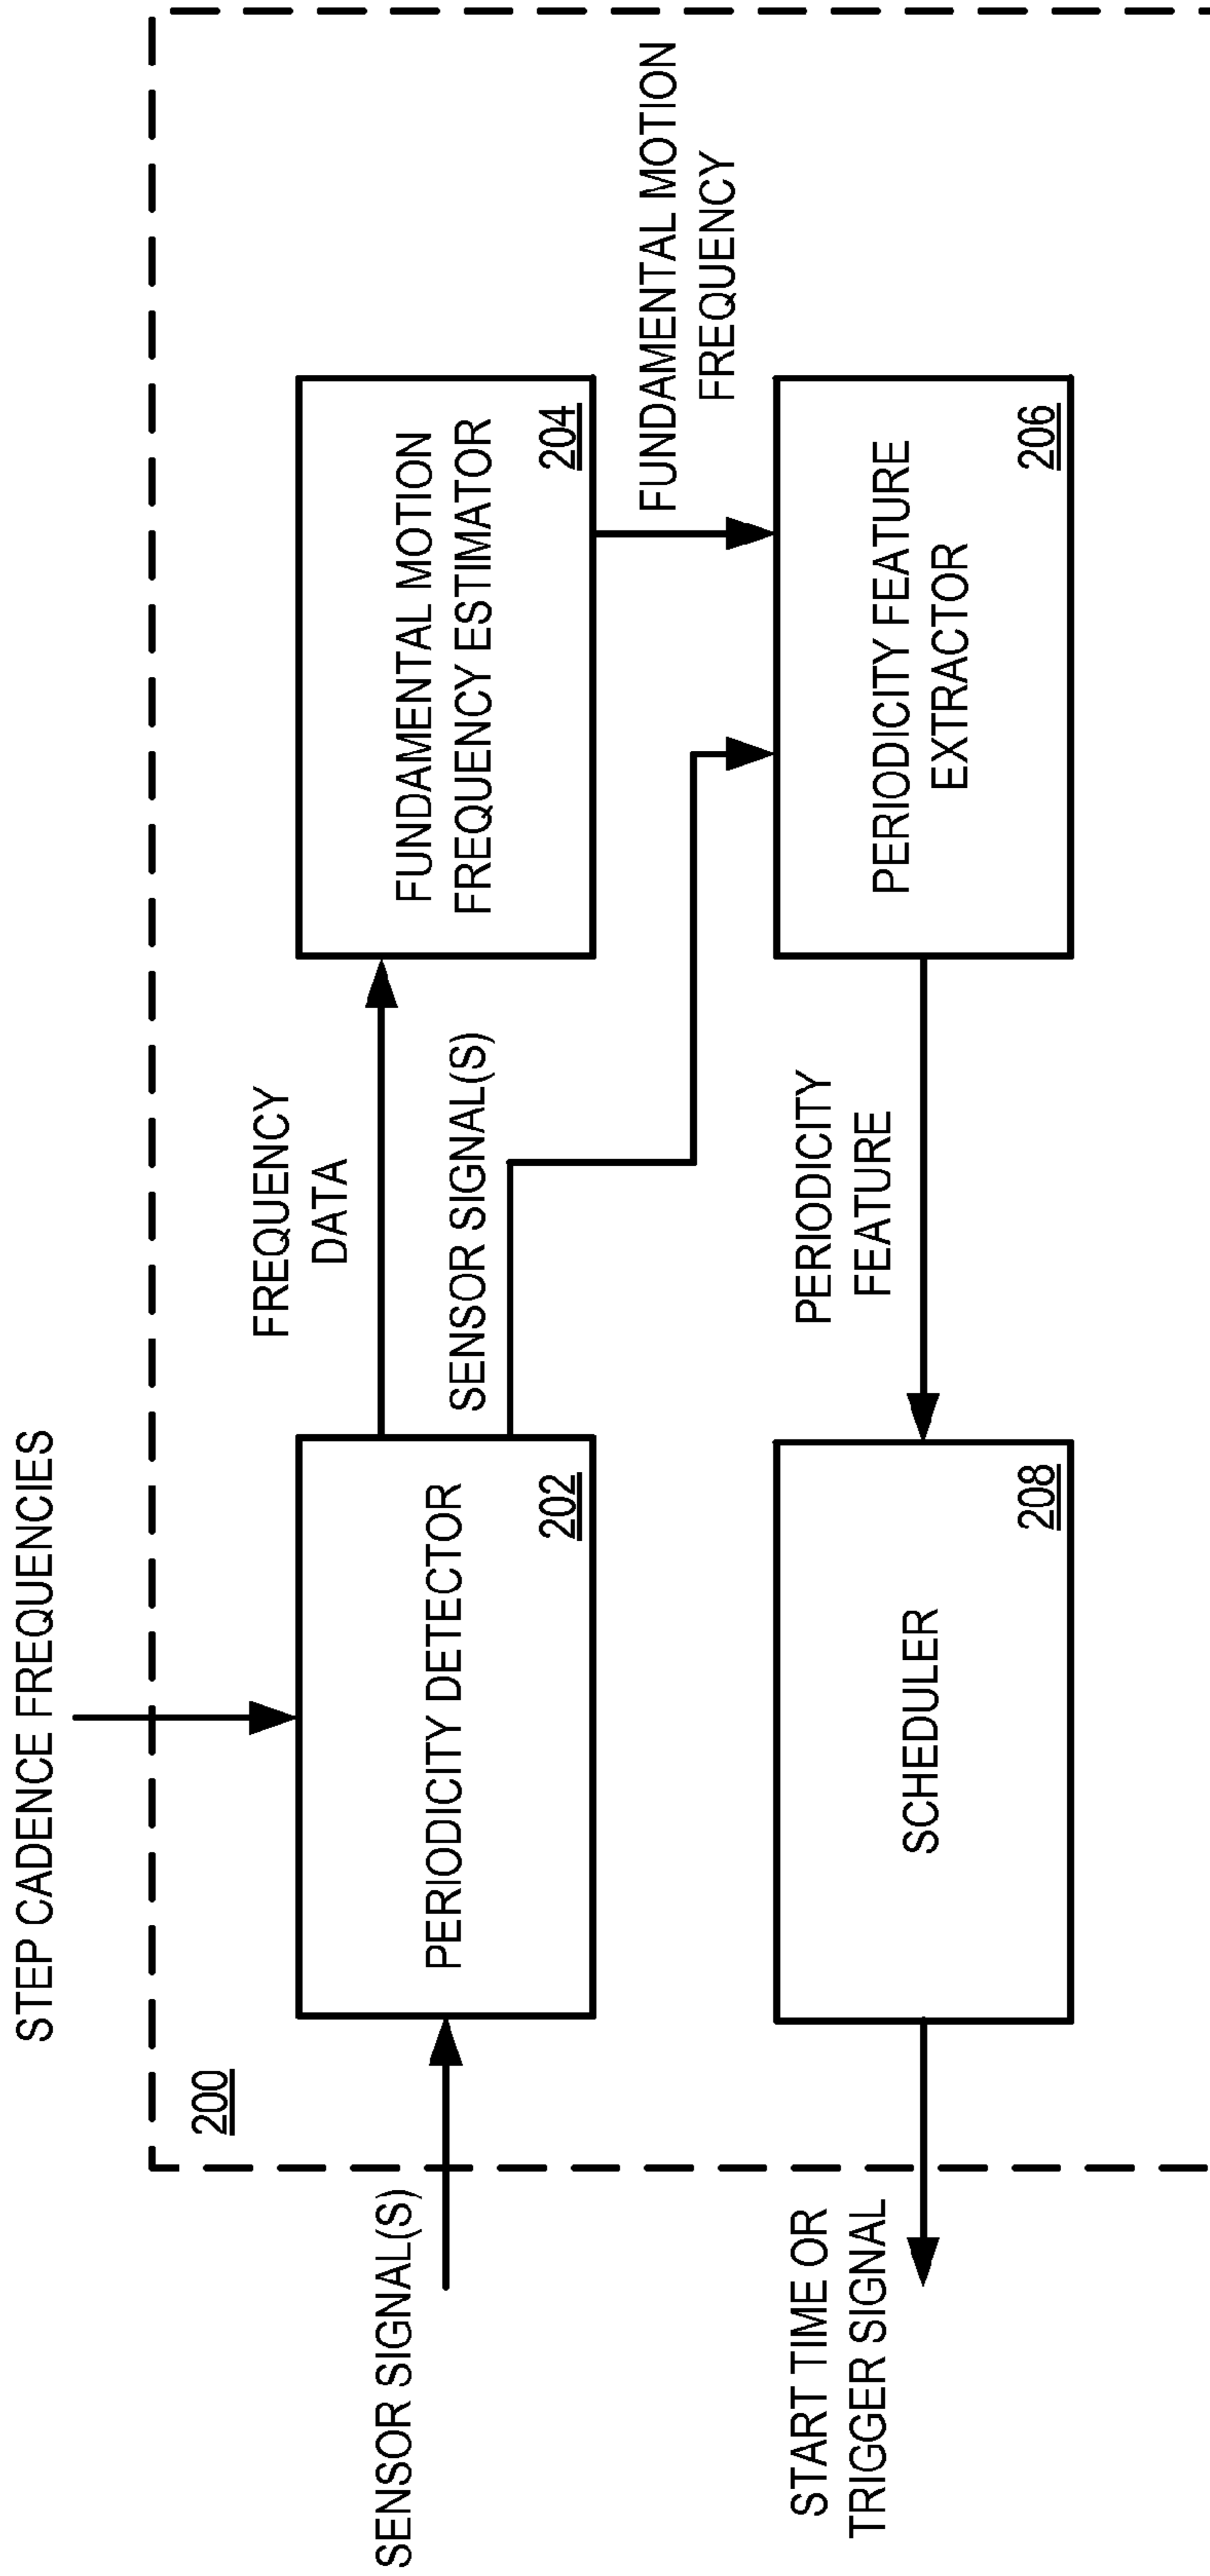 STEP CADENCE FREQUENCIES
200
SENSOR SIGNAL(S)
PERIODICITY DETECTOR
202
FREQUENCY
DATA
SENSOR SIGNAL(S)
FUNDAMENTAL MOTION
FREQUENCY ESTIMATOR
204
FUNDAMENTAL MOTION
FREQUENCY
START TIME OR
TRIGGER SIGNAL
SCHEDULER
208
PERIODICITY
FEATURE
PERIODICITY FEATURE
EXTRACTOR
206